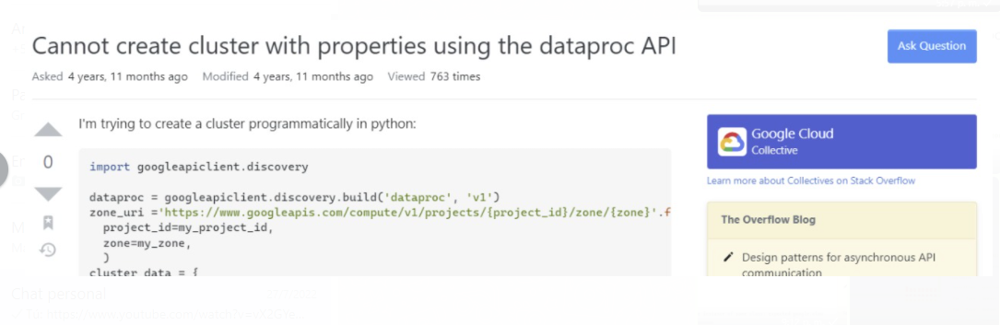 Cannot create cluster with properties using the dataproc API
Ask Question
Asked 4 years, 11 months ago Modified 4 years, 11 months ago Viewed 763 times
I'm trying to create a cluster programmatically in python:
0
import googleapiclient.discovery
dataproc = googleapiclient.discovery.build('dataproc', 'v1')
zone_uri ='https://www.googleapis.com/compute/v1/projects/{project_id}/zone/{zone}'.f
project_id=my_project_id,
zone=my_zone,
)
cluster_data = {
Google Cloud
Collective
Learn more about Collectives on Stack Overflow
The Overflow Blog
Design patterns for asynchronous API
communication
Chat personal